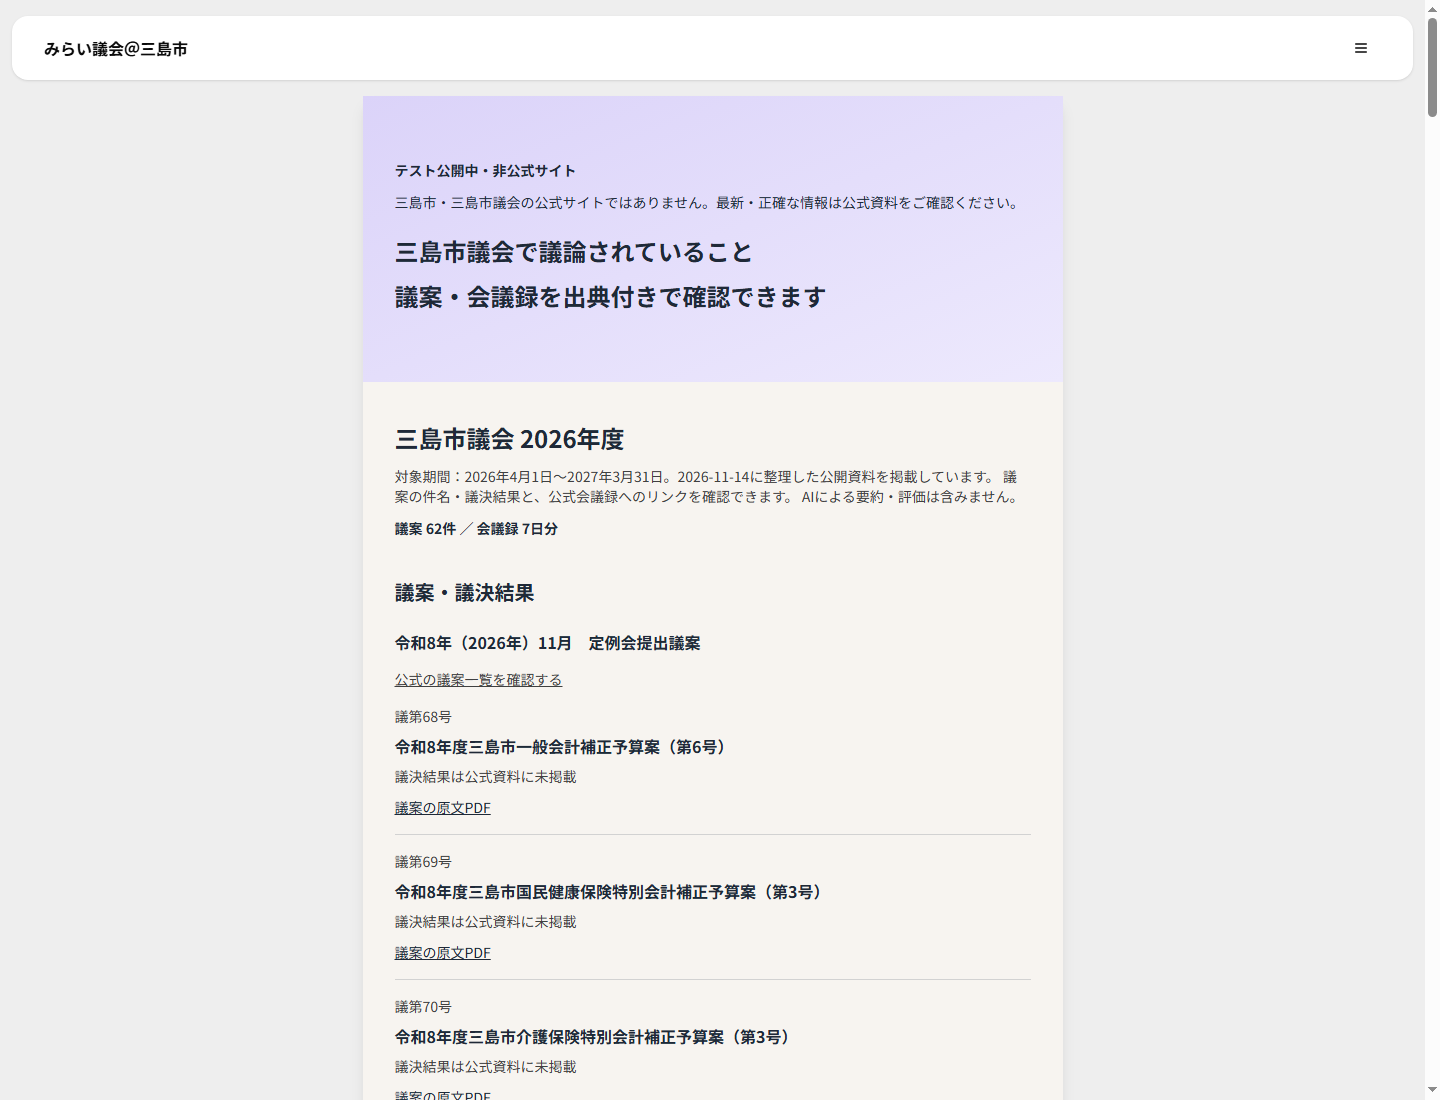 みらい議会@三島市
テスト公開中・非公式サイト
三島市・三島市議会の公式サイトではありません。最新・正確な情報は公式資料をご確認ください。
三島市議会で議論されていること
議案・会議録を出典付きで確認できます
三島市議会 2026年度
対象期間：2026年4月1日〜2027年3月31日。2026-11-14に整理した公開資料を掲載しています。 議
案の件名・議決結果と、公式会議録へのリンクを確認できます。 AIによる要約・評価は含みません。
議案 62件 ／ 会議録 7日分
議案・議決結果
令和8年（2026年）11月　定例会提出議案
公式の議案一覧を確認する
議第68号
令和8年度三島市一般会計補正予算案（第6号）
議決結果は公式資料に未掲載
議案の原文PDF
議第69号
令和8年度三島市国民健康保険特別会計補正予算案（第3号）
議決結果は公式資料に未掲載
議案の原文PDF
議第70号
令和8年度三島市介護保険特別会計補正予算案（第3号）
議決結果は公式資料に未掲載
議案の原文PDF